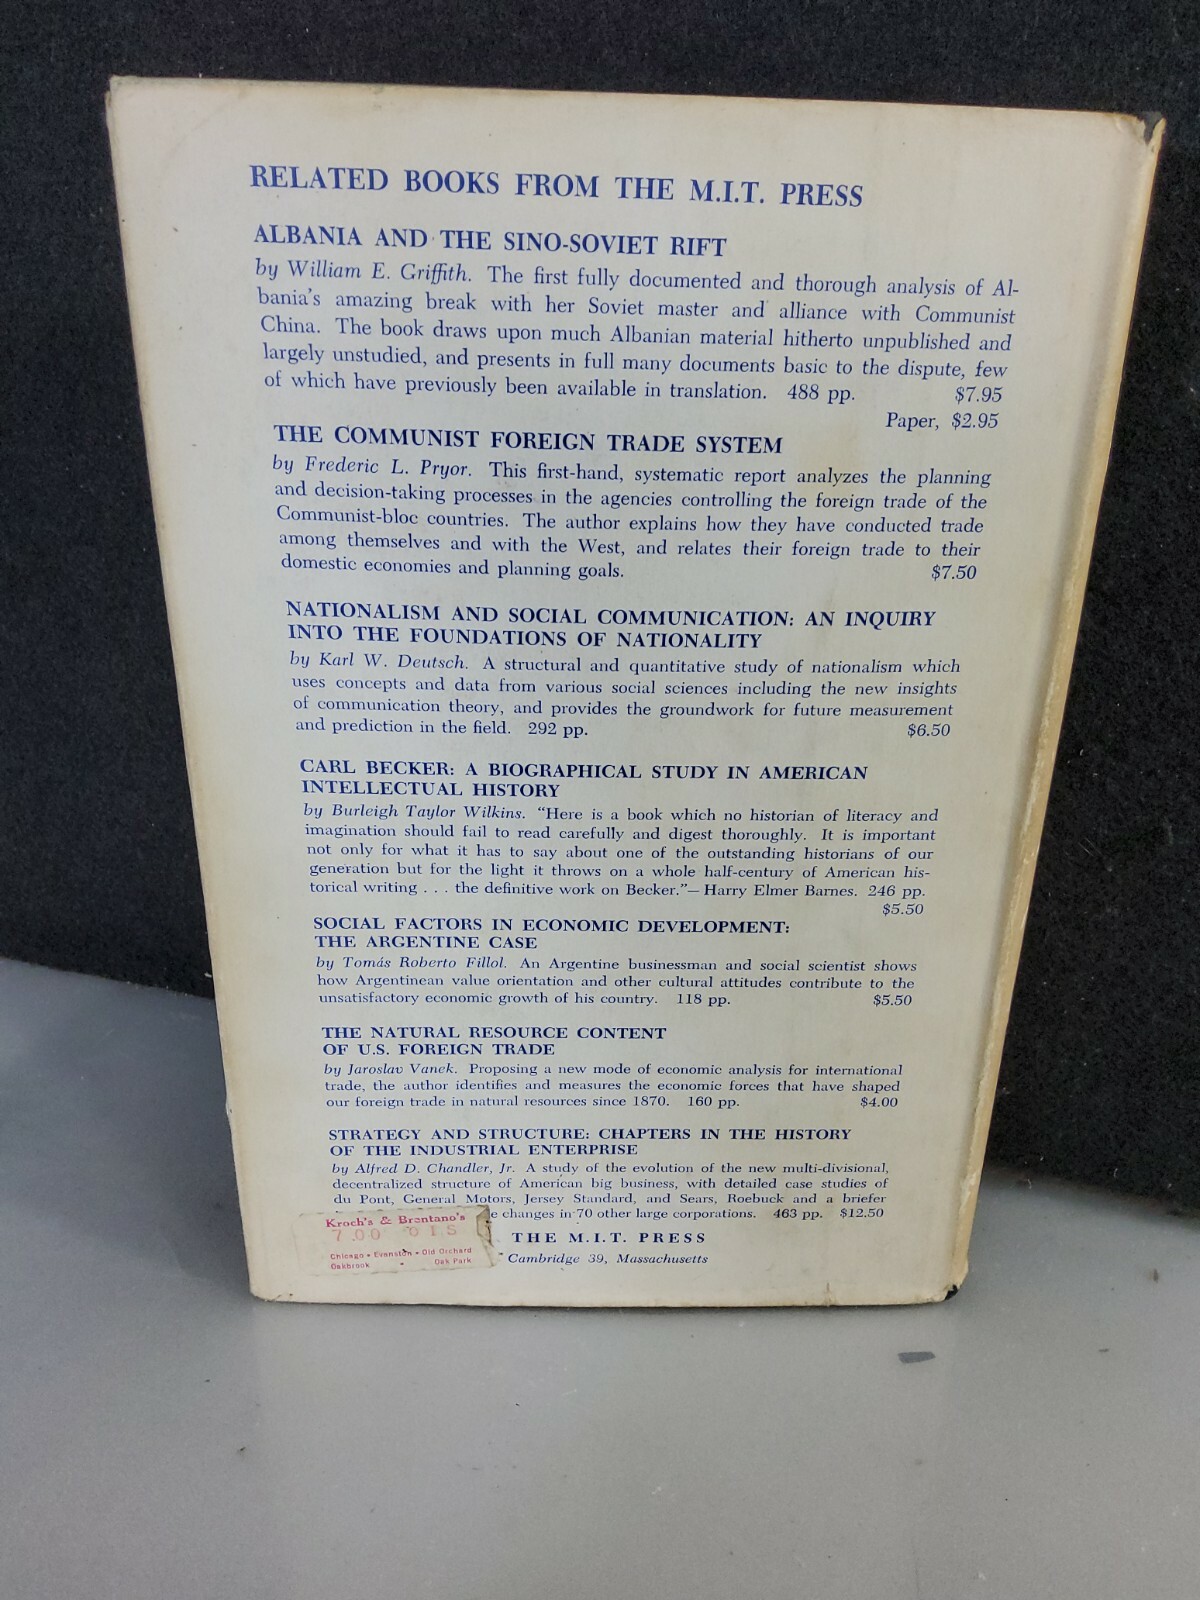 RELATED BOOKS FROM THE M.I.T. PRESS
ALBANIA AND THE SINO-SOVIET RIFT
by William E. Griffith. The first fully documented and thorough analysis of Al-
bania's amazing break with her Soviet master and alliance with Communist
China. The book draws upon much Albanian material hitherto unpublished and
largely unstudied, and presents in full many documents basic to the dispute, few
of which have previously been available in translation. 488 pp. $7.95
Paper, $2.95
THE COMMUNIST FOREIGN TRADE SYSTEM
by Frederic L. Pryor. This first-hand, systematic report analyzes the planning
and decision-taking processes in the agencies controlling the foreign trade of the
Communist-bloc countries. The author explains how they have conducted trade
among themselves and with the West, and relates their foreign trade to their
domestic economies and planning goals. $7.50
NATIONALISM AND SOCIAL COMMUNICATION: AN INQUIRY
INTO THE FOUNDATIONS OF NATIONALITY
by Karl W. Deutsch. A structural and quantitative study of nationalism which
uses concepts and data from various social sciences including the new insights
of communication theory, and provides the groundwork for future measurement
and prediction in the field. 292 pp. $6.50
CARL BECKER: A BIOGRAPHICAL STUDY IN AMERICAN
INTELLECTUAL HISTORY
by Burleigh Taylor Wilkins. "Here is a book which no historian of literacy and
imagination should fail to read carefully and digest thoroughly. It is important
not only for what it has to say about one of the outstanding historians of our
generation but for the light it throws on a whole half-century of American his-
torical writing . . . the definitive work on Becker."— Harry Elmer Barnes. 246 pp.
$5.50
SOCIAL FACTORS IN ECONOMIC DEVELOPMENT:
THE ARGENTINE CASE
by Tomás Roberto Fillol. An Argentine businessman and social scientist shows
how Argentinean value orientation and other cultural attitudes contribute to the
unsatisfactory economic growth of his country. 118 pp. $5.50
THE NATURAL RESOURCE CONTENT
OF U.S. FOREIGN TRADE
by Jaroslav Vanek. Proposing a new mode of economic analysis for international
trade, the author identifies and measures the economic forces that have shaped
our foreign trade in natural resources since 1870. 160 pp. $4.00
STRATEGY AND STRUCTURE: CHAPTERS IN THE HISTORY
OF THE INDUSTRIAL ENTERPRISE
by Alfred D. Chandler, Jr. A study of the evolution of the new multi-divisional,
decentralized structure of American big business, with detailed case studies of
du Pont, General Motors, Jersey Standard, and Sears, Roebuck and a briefer
changes in 70 other large corporations. 463 pp. $12.50
Kroch's & Brentano's
7.00 015
Chicago • Evanston • Old Orchard
Oakbrook • Oak Park
THE M.I.T. PRESS
Cambridge 39, Massachusetts